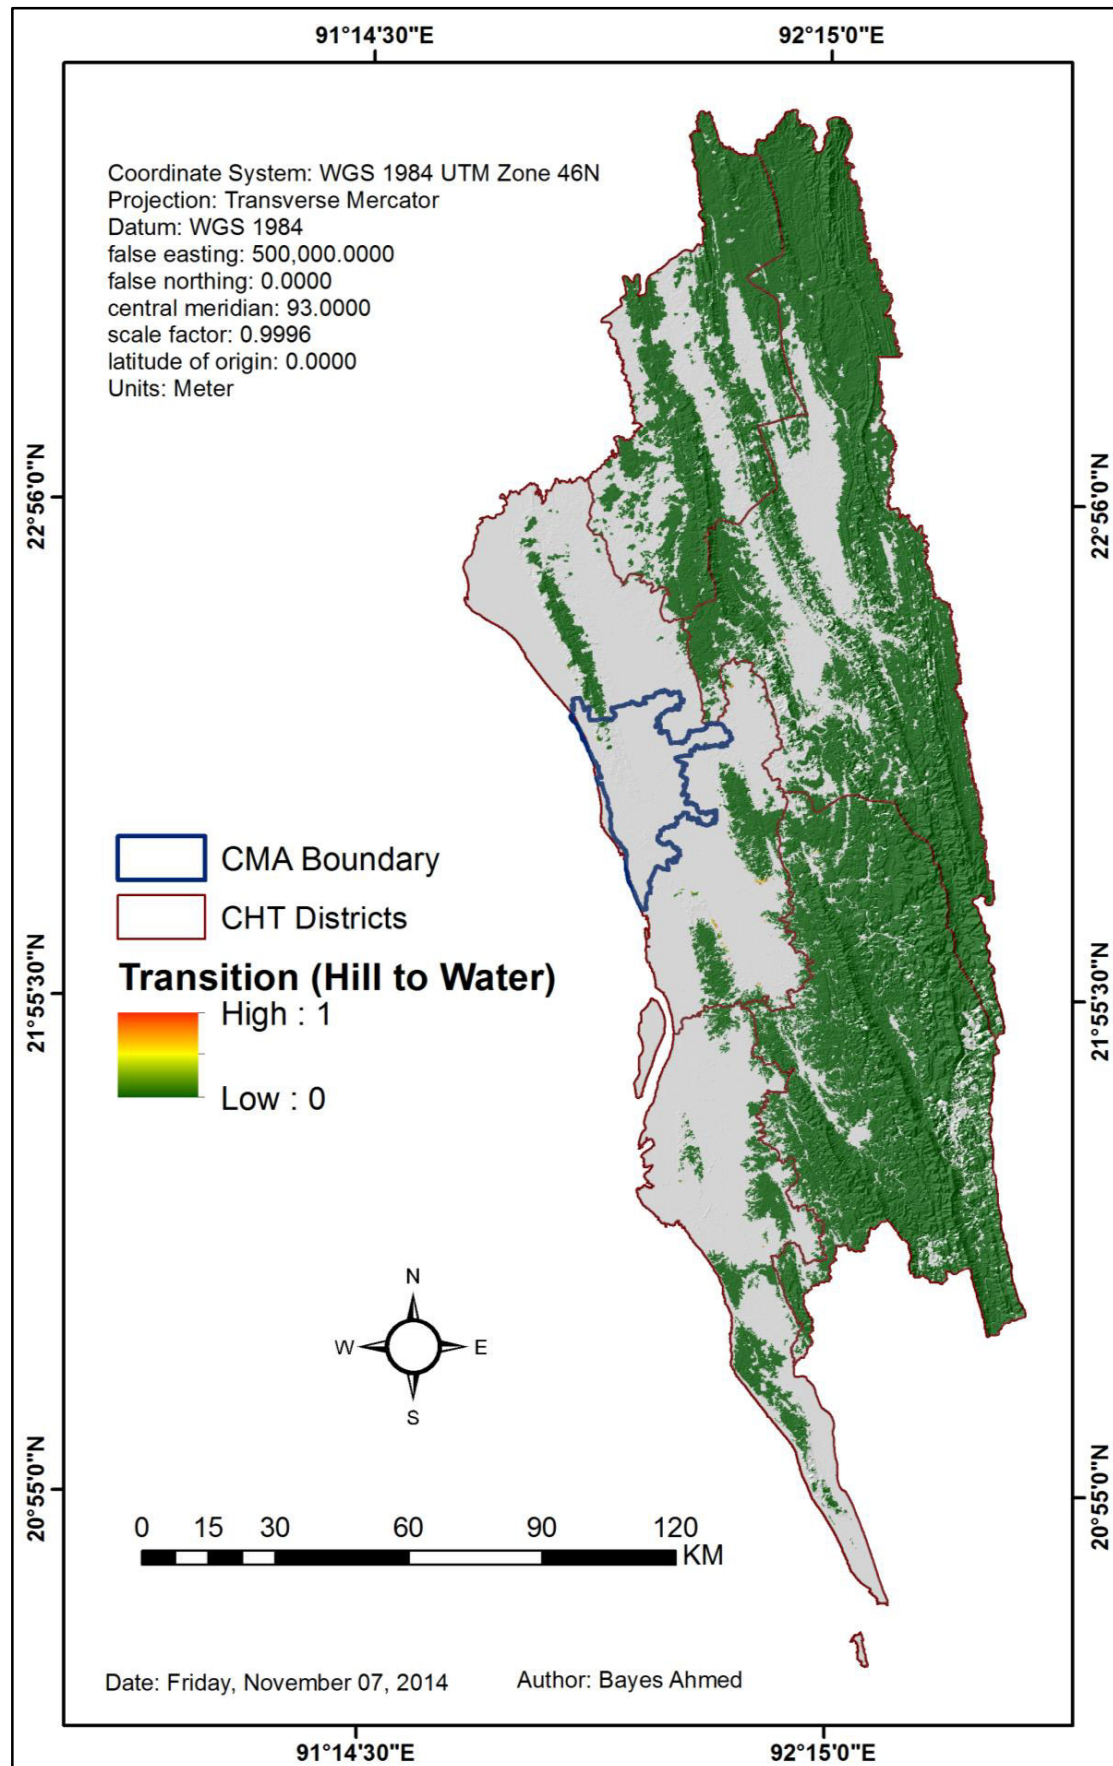 91°14'30"E
92°15'0"E
Coordinate System: WGS 1984 UTM Zone 46N
Projection: Transverse Mercator
Datum: WGS 1984
false easting: 500,000.0000
false northing: 0.0000
central meridian: 93.0000
scale factor: 0.9996
latitude of origin: 0.0000
Units: Meter
22°56'0"N
22°56'0"N
CMA Boundary
CHT Districts
Transition (Hill to Water)
High : 1
Low : 0
21°55'30"N
21°55'30"N
N
W
E
S
20°55'0"N
20°55'0"N
0 15 30 60 90 120
KM
Date: Friday, November 07, 2014
Author: Bayes Ahmed
91°14'30"E
92°15'0"E